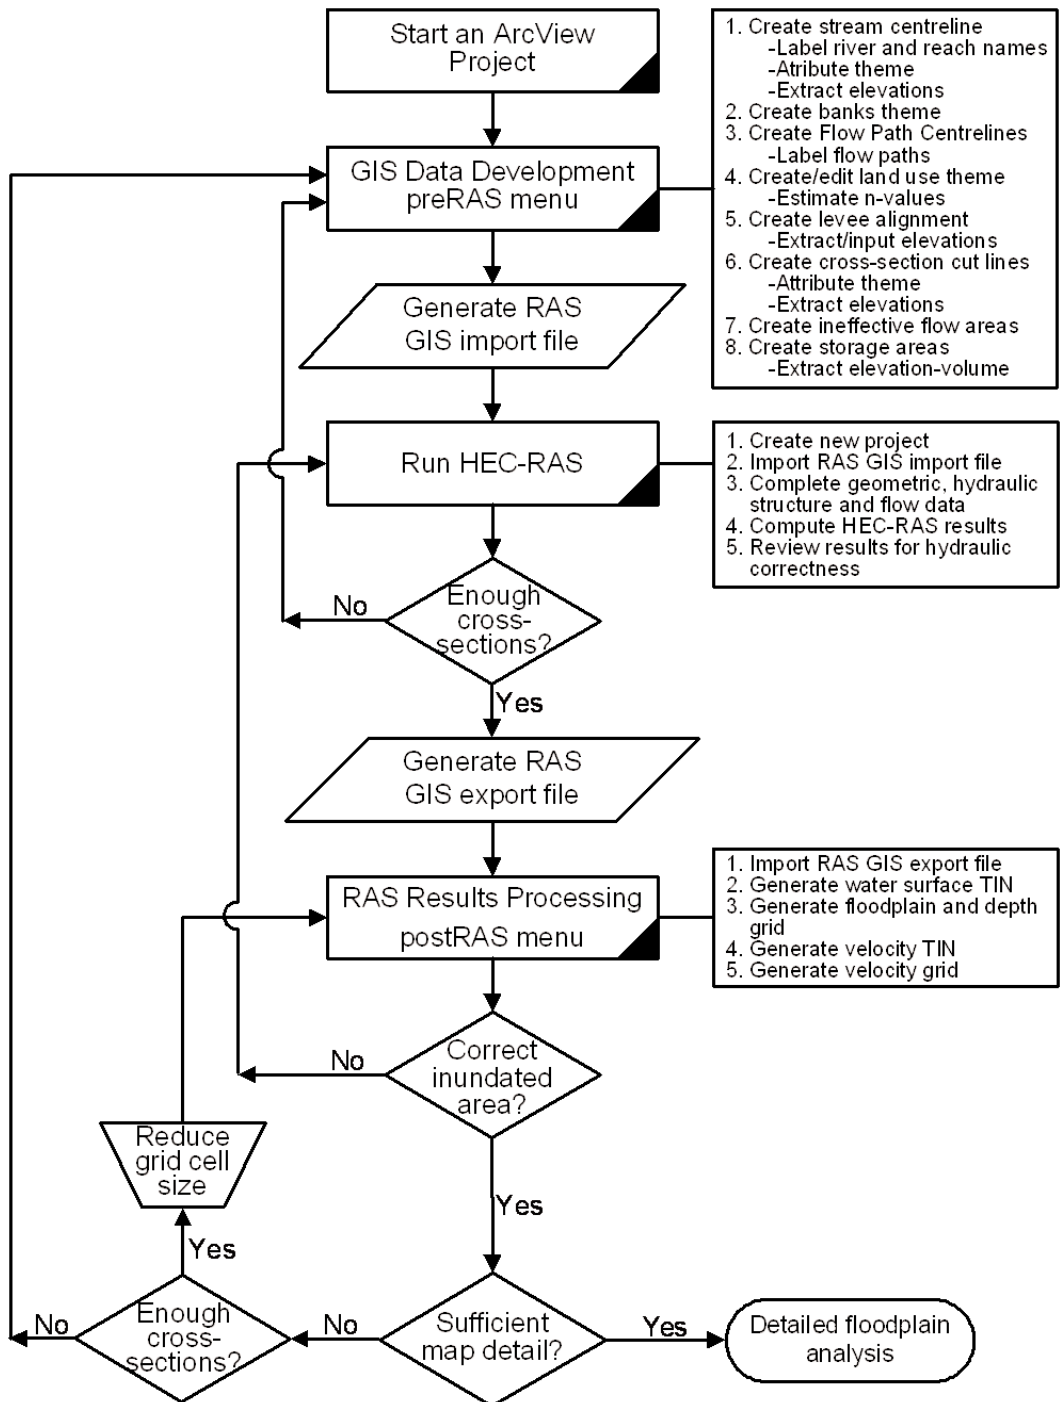 Start an ArcView
Project
1. Create stream centreline
-Label river and reach names
-Atribute theme
-Extract elevations
2. Create banks theme
3. Create Flow Path Centrelines
-Label flow paths
4. Create/edit land use theme
-Estimate n-values
5. Create levee alignment
-Extract/input elevations
6. Create cross-section cut lines
-Attribute theme
-Extract elevations
7. Create ineffective flow areas
8. Create storage areas
-Extract elevation-volume
GIS Data Development
preRAS menu
Generate RAS
GIS import file
Run HEC-RAS
1. Create new project
2. Import RAS GIS import file
3. Complete geometric, hydraulic
structure and flow data
4. Compute HEC-RAS results
5. Review results for hydraulic
correctness
Enough
cross-
sections?
No
Yes
Generate RAS
GIS export file
RAS Results Processing
postRAS menu
1. Import RAS GIS export file
2. Generate water surface TIN
3. Generate floodplain and depth
grid
4. Generate velocity TIN
5. Generate velocity grid
Correct
inundated
area?
No
Yes
Reduce
grid cell
size
Yes
No
Enough
cross-
sections?
No
Sufficient
map detail?
Yes
Detailed floodplain
analysis